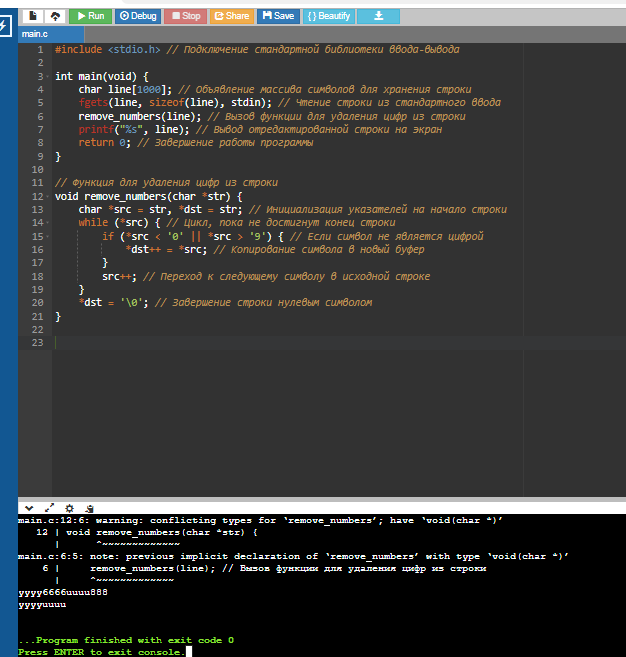 Run Debug Stop Share Save { } Beautify
main.c
1 #include <stdio.h> // Подключение стандартной библиотеки ввода-вывода
2
3 int main(void) {
4 char line[1000]; // Объявление массива символов для хранения строки
5 fgets(line, sizeof(line), stdin); // Чтение строки из стандартного ввода
6 remove_numbers(line); // Вызов функции для удаления цифр из строки
7 printf("%s", line); // Вывод отредактированной строки на экран
8 return 0; // Завершение работы программы
9 }
10
11 // Функция для удаления цифр из строки
12 void remove_numbers(char *str) {
13 char *src = str, *dst = str; // Инициализация указателей на начало строки
14 while (*src) { // Цикл, пока не достигнут конец строки
15 if (*src < '0' || *src > '9') { // Если символ не является цифрой
16 *dst++ = *src; // Копирование символа в новый буфер
17 }
18 src++; // Переход к следующему символу в исходной строке
19 }
20 *dst = '\0'; // Завершение строки нулевым символом
21 }
22
23
main.c:12:6: warning: conflicting types for ‘remove_numbers’; have ‘void(char *)’
12 | void remove_numbers(char *str) {
| ^~~~~~~~~~~~~~
main.c:6:5: note: previous implicit declaration of ‘remove_numbers’ with type ‘void(char *)’
6 | remove_numbers(line); // Вызов функции для удаления цифр из строки
| ^~~~~~~~~~~~~~
yyyy6666uuuu888
yyyyuuuu
...Program finished with exit code 0
Press ENTER to exit console.